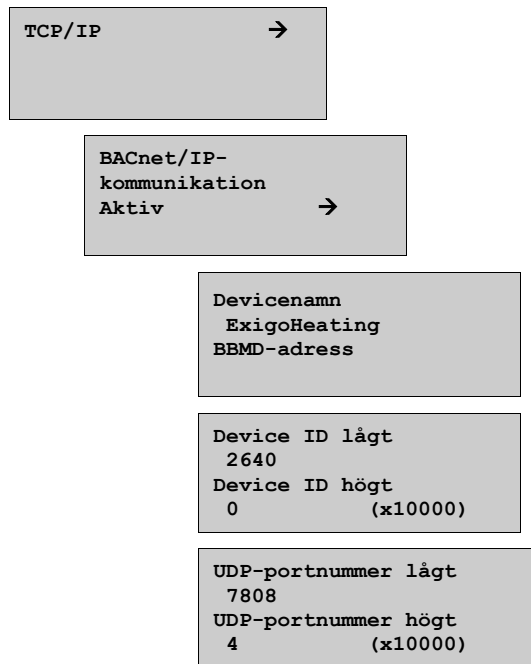 TCP/IP →
BACnet/IP-
kommunikation
Aktiv →
Devicenamn
ExigoHeating
BBMD-adress
Device ID lågt
2640
Device ID högt
0 (x10000)
UDP-portnummer lågt
7808
UDP-portnummer högt
4 (x10000)